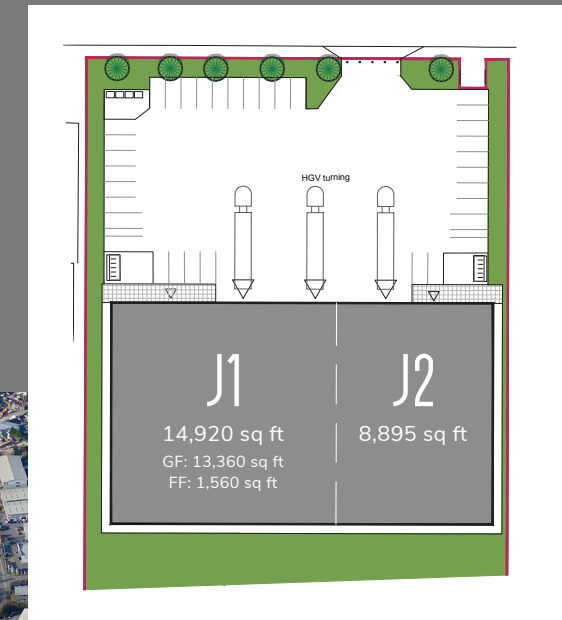 HGV turning
J1
14,920 sq ft
GF: 13,360 sq ft
FF: 1,560 sq ft
J2
8,895 sq ft